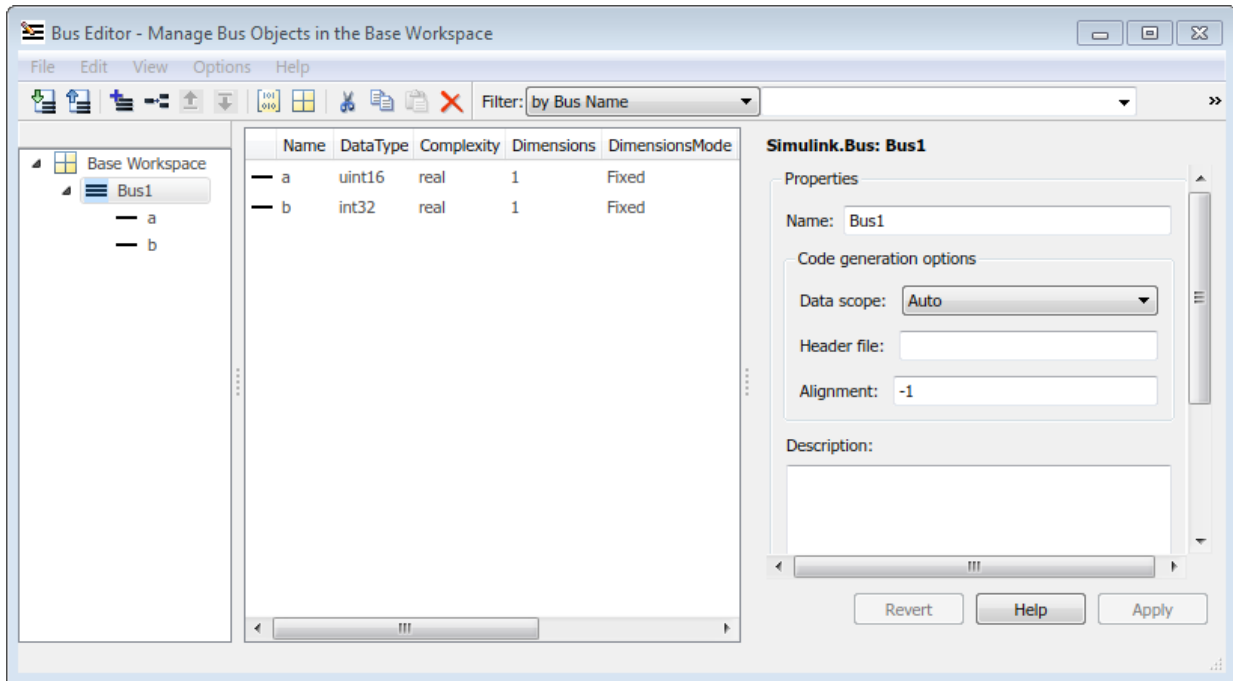 Bus Editor - Manage Bus Objects in the Base Workspace
File Edit View Options Help
Filter: by Bus Name
Base Workspace
Bus1
a
b
Name DataType Complexity Dimensions DimensionsMode
a uint16 real 1 Fixed
b int32 real 1 Fixed
Simulink.Bus: Bus1
Properties
Name: Bus1
Code generation options
Data scope: Auto
Header file:
Alignment: -1
Description:
Revert Help Apply